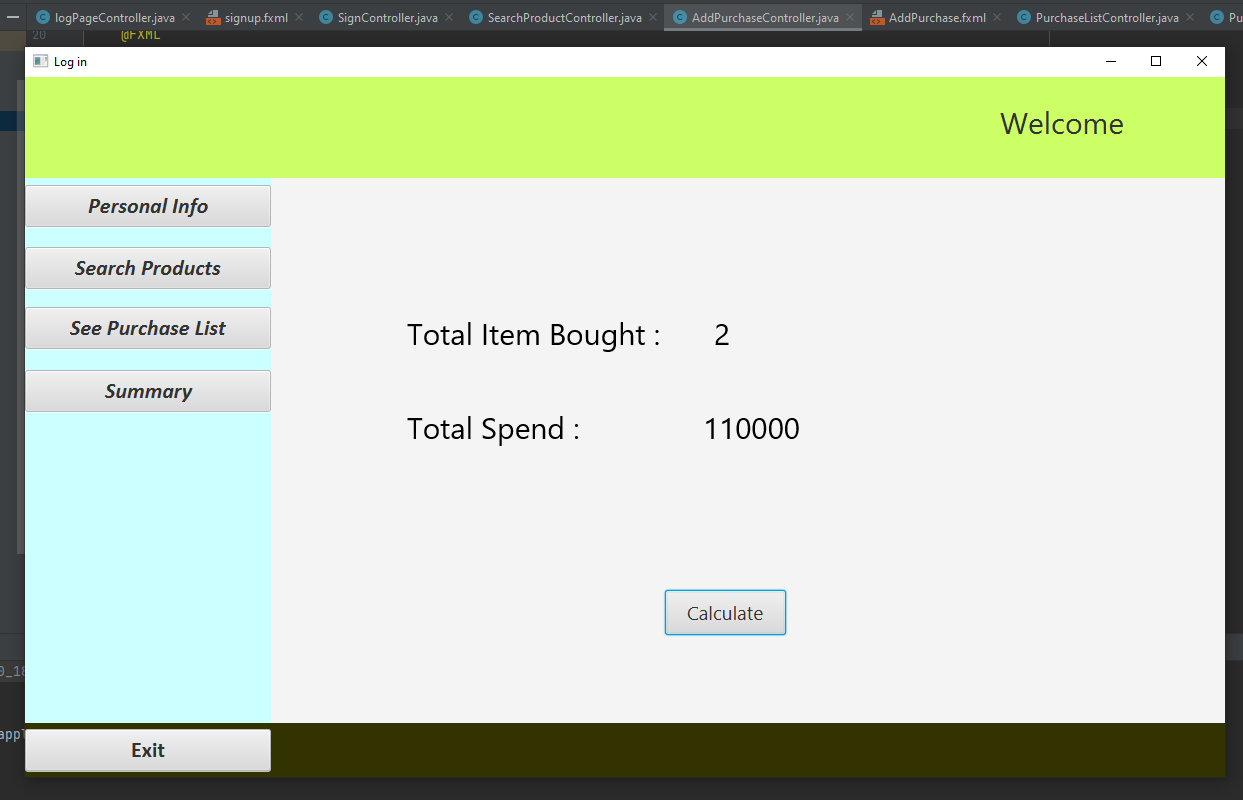 logPageController.java signup.fxml SignController.java SearchProductController.java AddPurchaseController.java AddPurchase.fxml PurchaseListController.java Pu
20 @FXML
Log in
Welcome
Personal Info
Search Products
See Purchase List
Summary
Total Item Bought : 2
Total Spend : 110000
Calculate
Exit